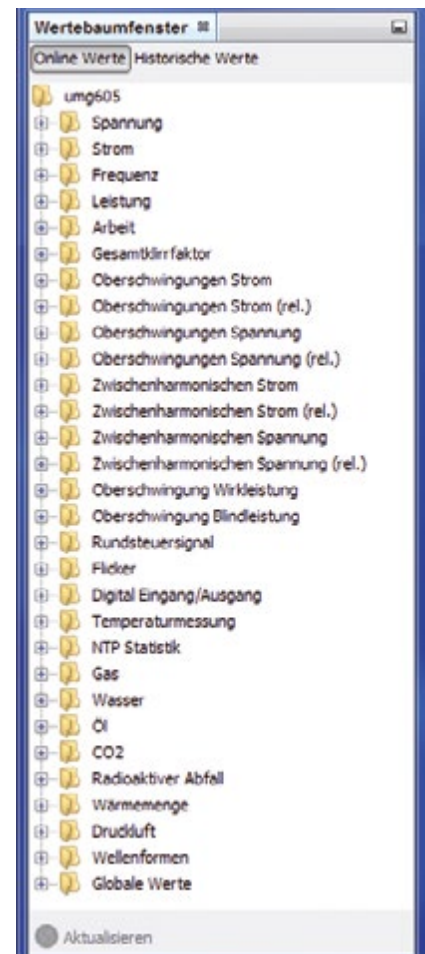 Wertebaumfenster
Online Werte Historische Werte
umg605
Spannung
Strom
Frequenz
Leistung
Arbeit
Gesamtklirrfaktor
Oberschwingungen Strom
Oberschwingungen Strom (rel.)
Oberschwingungen Spannung
Oberschwingungen Spannung (rel.)
Zwischenharmonischen Strom
Zwischenharmonischen Strom (rel.)
Zwischenharmonischen Spannung
Zwischenharmonischen Spannung (rel.)
Oberschwingung Wirkleistung
Oberschwingung Blindleistung
Rundsteuersignal
Flicker
Digital Eingang/Ausgang
Temperaturmessung
NTP Statistik
Gas
Wasser
Öl
CO2
Radioaktiver Abfall
Wärmemenge
Druckluft
Wellenformen
Globale Werte
Aktualisieren